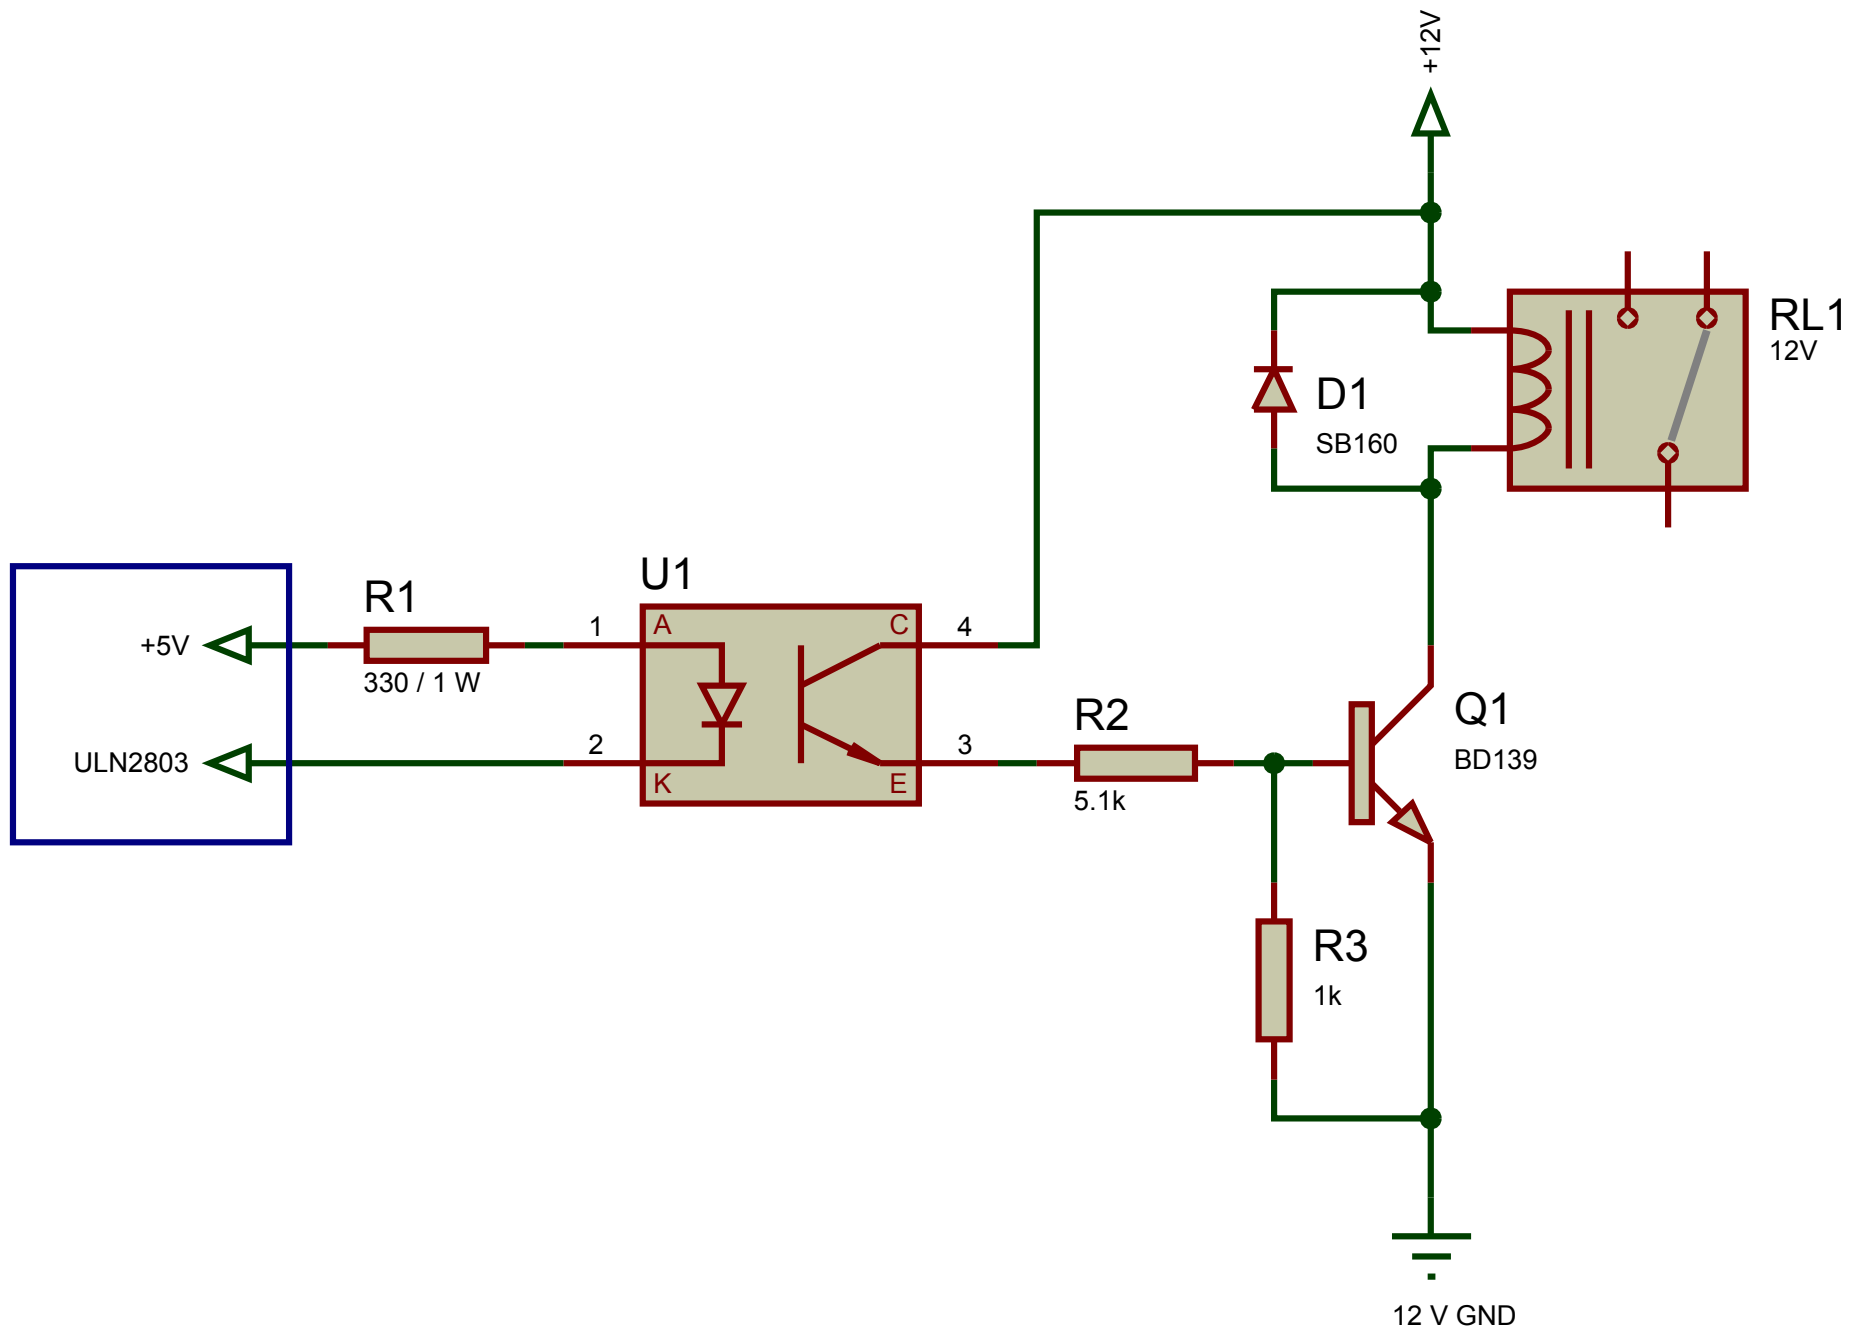 +12V
RL1
12V
D1
SB160
U1
R1
+5V
330 / 1 W
1
A
C
4
ULN2803
2
K
E
3
R2
5.1k
Q1
BD139
R3
1k
12 V GND